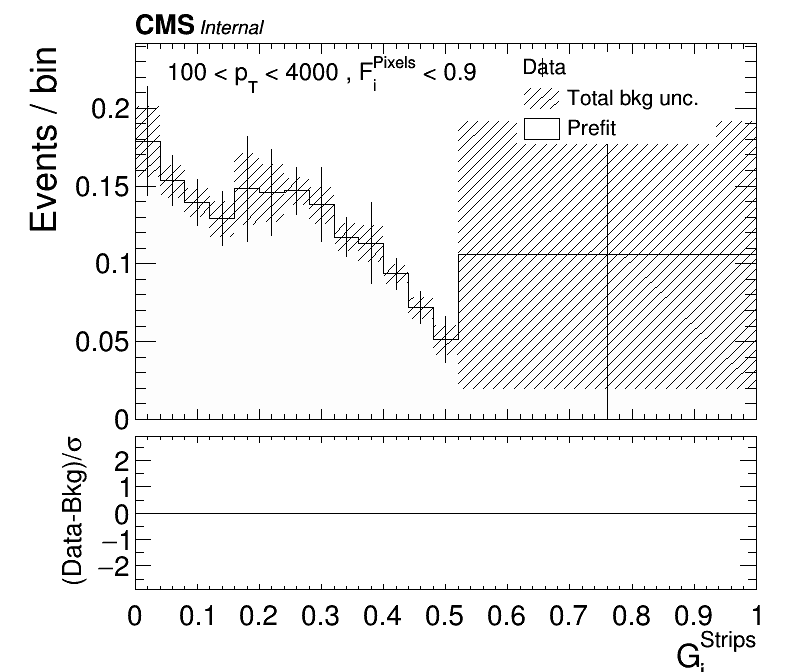 CMS Internal
100 < p_T < 4000 , F_i^Pixels < 0.9
Data
Total bkg unc.
Prefit
Events / bin
0.2
0.15
0.1
0.05
0
(Data-Bkg)/σ
2
1
0
−1
−2
0 0.1 0.2 0.3 0.4 0.5 0.6 0.7 0.8 0.9 1
G_i^Strips